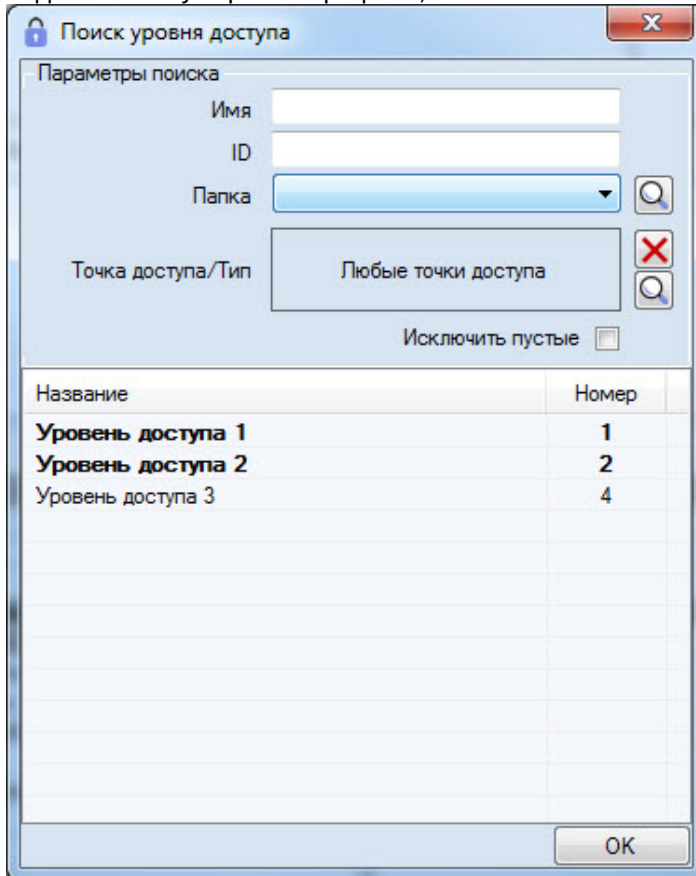 Поиск уровня доступа
Параметры поиска
Имя
ID
Папка
Точка доступа/Тип Любые точки доступа
Исключить пустые
Название Номер
Уровень доступа 1 1
Уровень доступа 2 2
Уровень доступа 3 4
OK